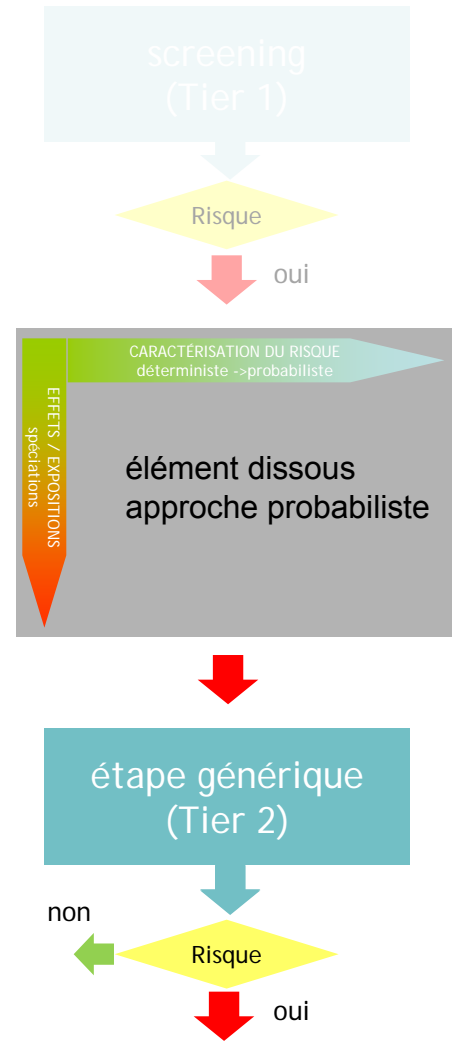 screening
(Tier 1)
Risque
oui
CARACTÉRISATION DU RISQUE
déterministe ->probabiliste
EFFETS / EXPOSITIONS
spéciations
élément dissous
approche probabiliste
étape générique
(Tier 2)
non
Risque
oui